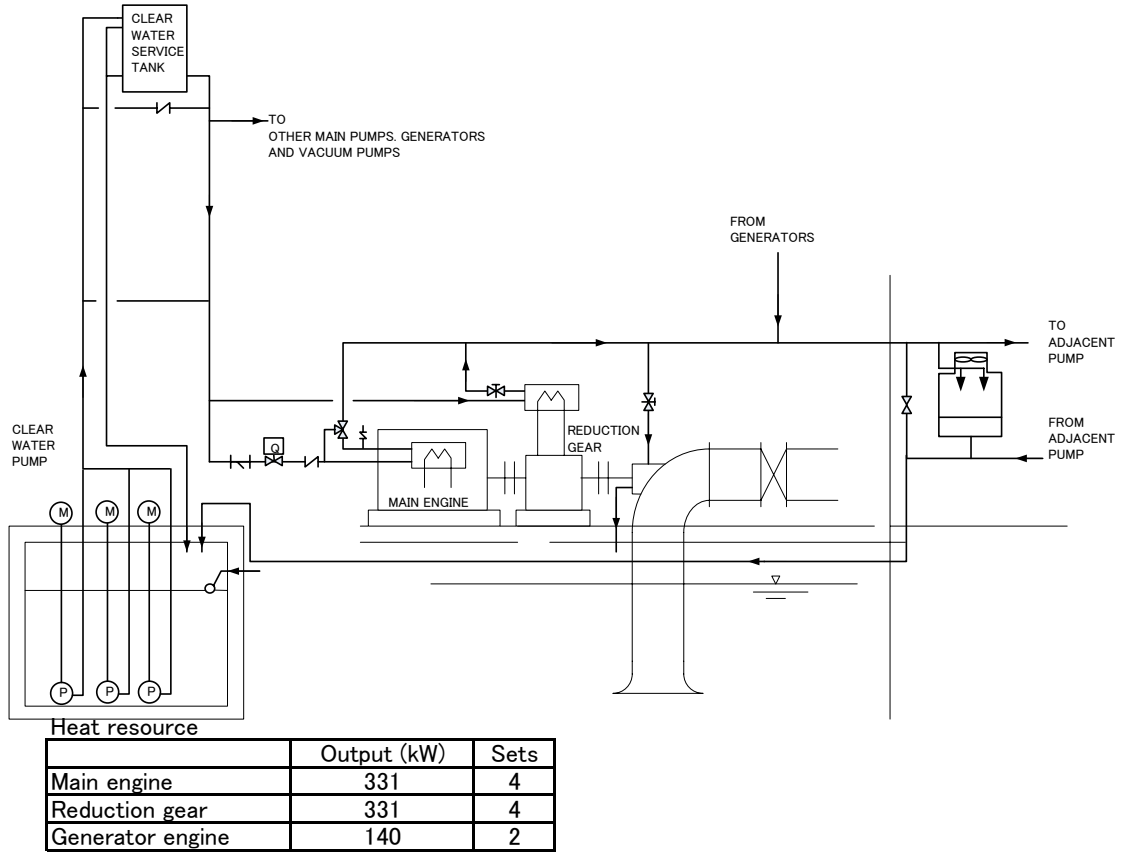 CLEAR
WATER
SERVICE
TANK
TO
OTHER MAIN PUMPS. GENERATORS
AND VACUUM PUMPS
FROM
GENERATORS
TO
ADJACENT
PUMP
CLEAR
WATER
PUMP
Q
REDUCTION
GEAR
FROM
ADJACENT
PUMP
MAIN ENGINE
M M M
P P P
Heat resource
Output (kW) Sets
Main engine 331 4
Reduction gear 331 4
Generator engine 140 2